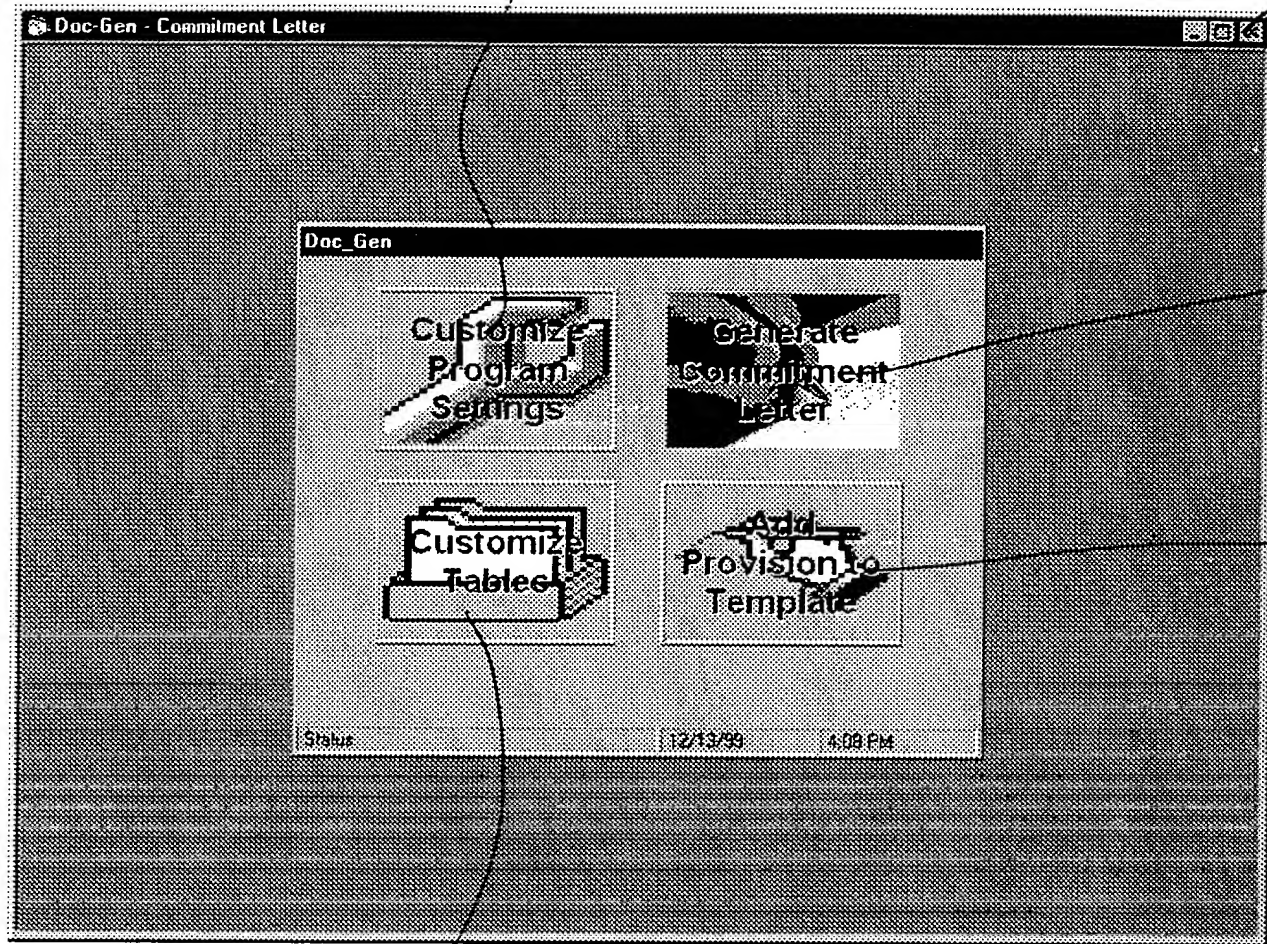 Doc-Gen - Commitment Letter
Doc_Gen
Customize
Program
Settings
Generate
Commitment
Letter
Customize
Tables
Add
Provision to
Template
Status 12/13/99 4:09 PM